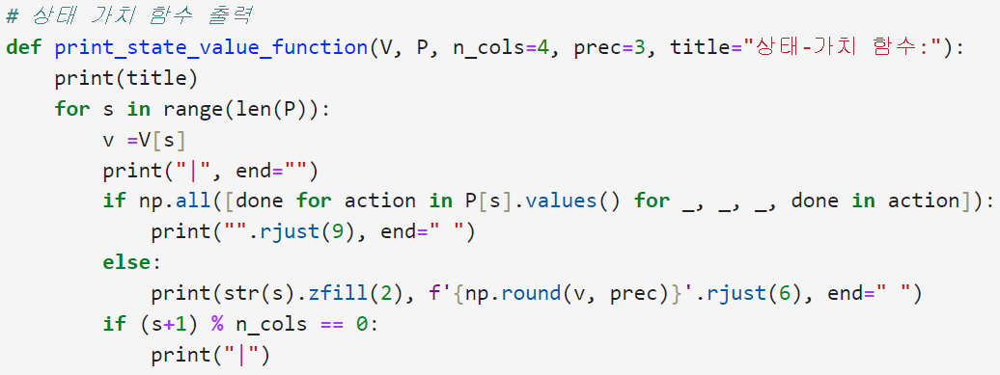 # 상태 가치 함수 출력
def print_state_value_function(V, P, n_cols=4, prec=3, title="상태-가치 함수:"):
    print(title)
    for s in range(len(P)):
        v =V[s]
        print("|", end="")
        if np.all([done for action in P[s].values() for _, _, _, done in action]):
            print("".rjust(9), end=" ")
        else:
            print(str(s).zfill(2), f'{np.round(v, prec)}'.rjust(6), end=" ")
        if (s+1) % n_cols == 0:
            print("|")